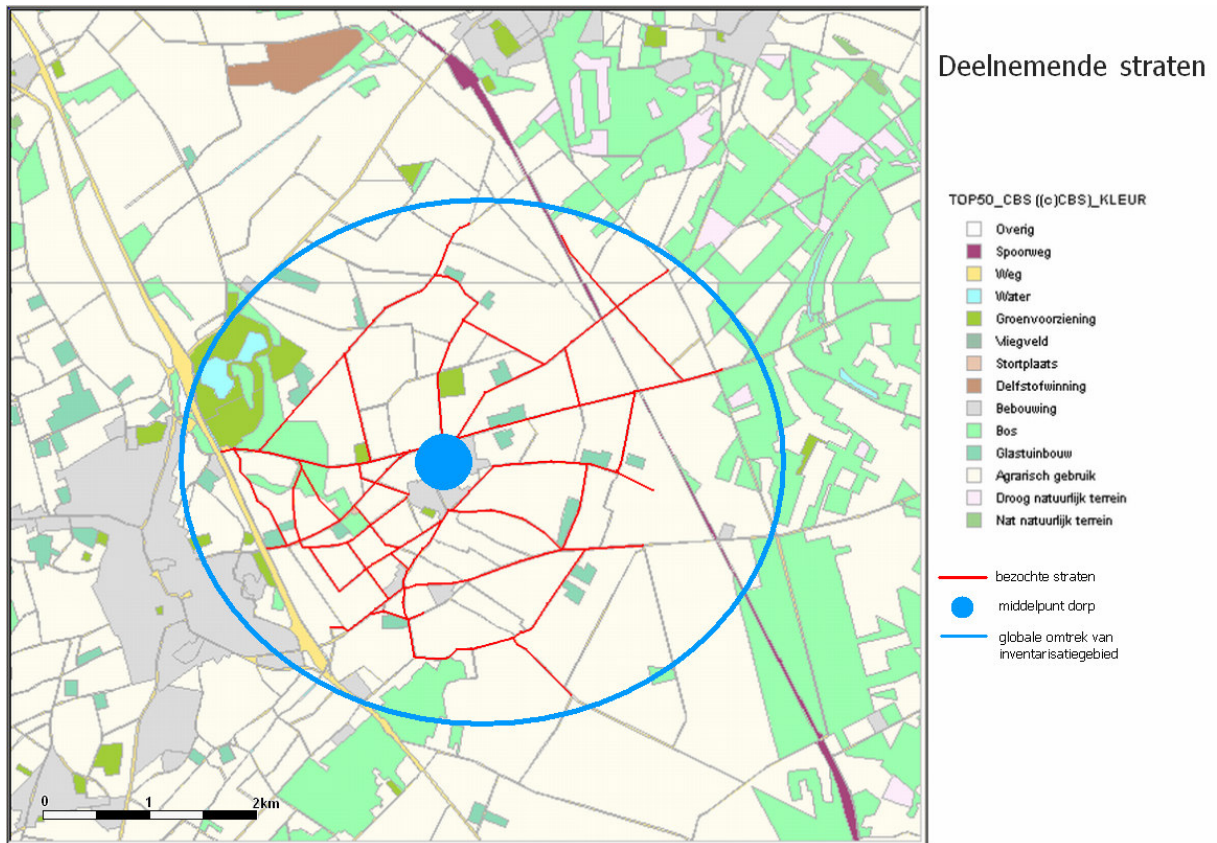 Deelnemende straten
TOP50_CBS ((c)CBS)_KLEUR
Overig
Spoorweg
Weg
Water
Groenvoorziening
Vliegveld
Stortplaats
Delfstofwinning
Bebouwing
Bos
Glastuinbouw
Agrarisch gebruik
Droog natuurlijk terrein
Nat natuurlijk terrein
bezochte straten
middelpunt dorp
globale omtrek van
inventarisatiegebied
0 1 2km